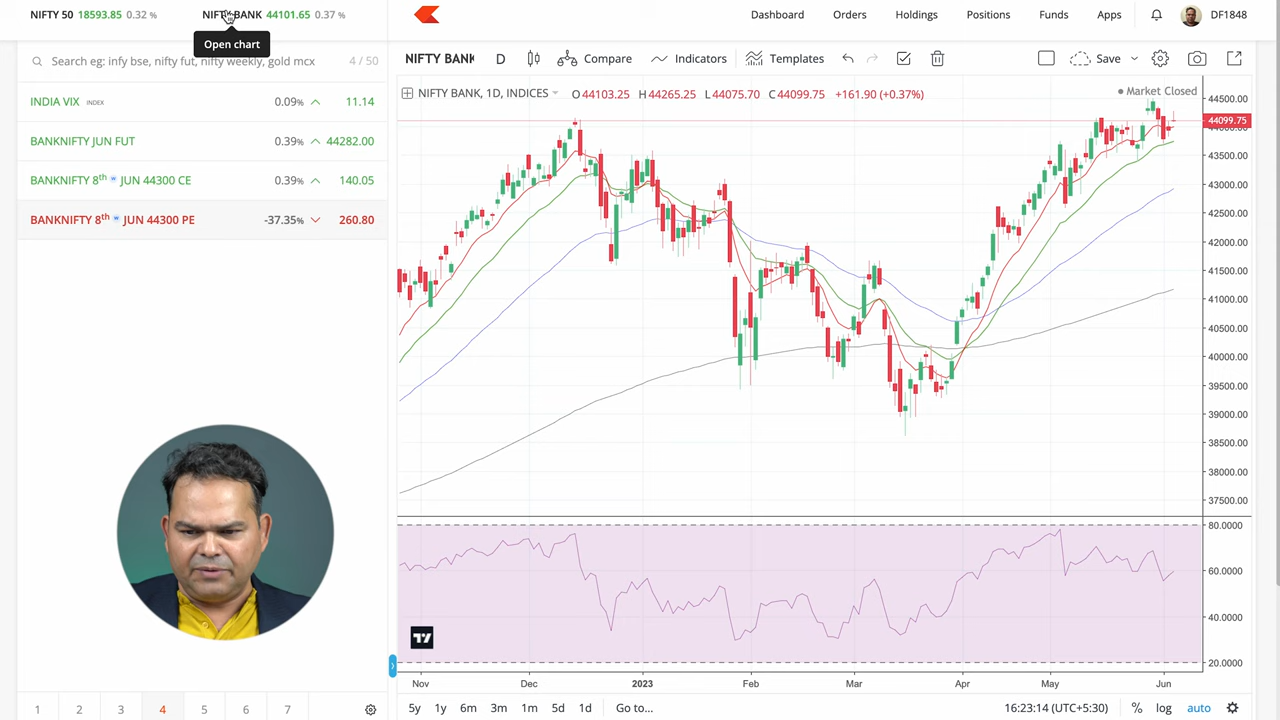 NIFTY 50 18593.85 0.32 %
44101.65 0.37 %
Dashboard Orders Holdings Positions Funds Apps DF1848
Open chart
Search eg: infy bse, nifty fut, nifty weekly, gold mcx 4 / 50
INDIA VIX INDEX 0.09% 11.14
BANKNIFTY JUN FUT 0.39% 44282.00
BANKNIFTY 8th w JUN 44300 CE 0.39% 140.05
BANKNIFTY 8th w JUN 44300 PE -37.35% 260.80
1 2 3 4 5 6 7
NIFTY BANK D Compare Indicators Templates Save
NIFTY BANK, 1D, INDICES O44103.25 H44265.25 L44075.70 C44099.75 +161.90 (+0.37%)
Market Closed
44500.00
44099.75
43500.00
43000.00
42500.00
42000.00
41500.00
41000.00
40500.00
40000.00
39500.00
39000.00
38500.00
38000.00
37500.00
80.0000
60.0000
40.0000
20.0000
Nov Dec 2023 Feb Mar Apr May Jun
5y 1y 6m 3m 1m 5d 1d Go to... 16:23:14 (UTC+5:30) % log auto